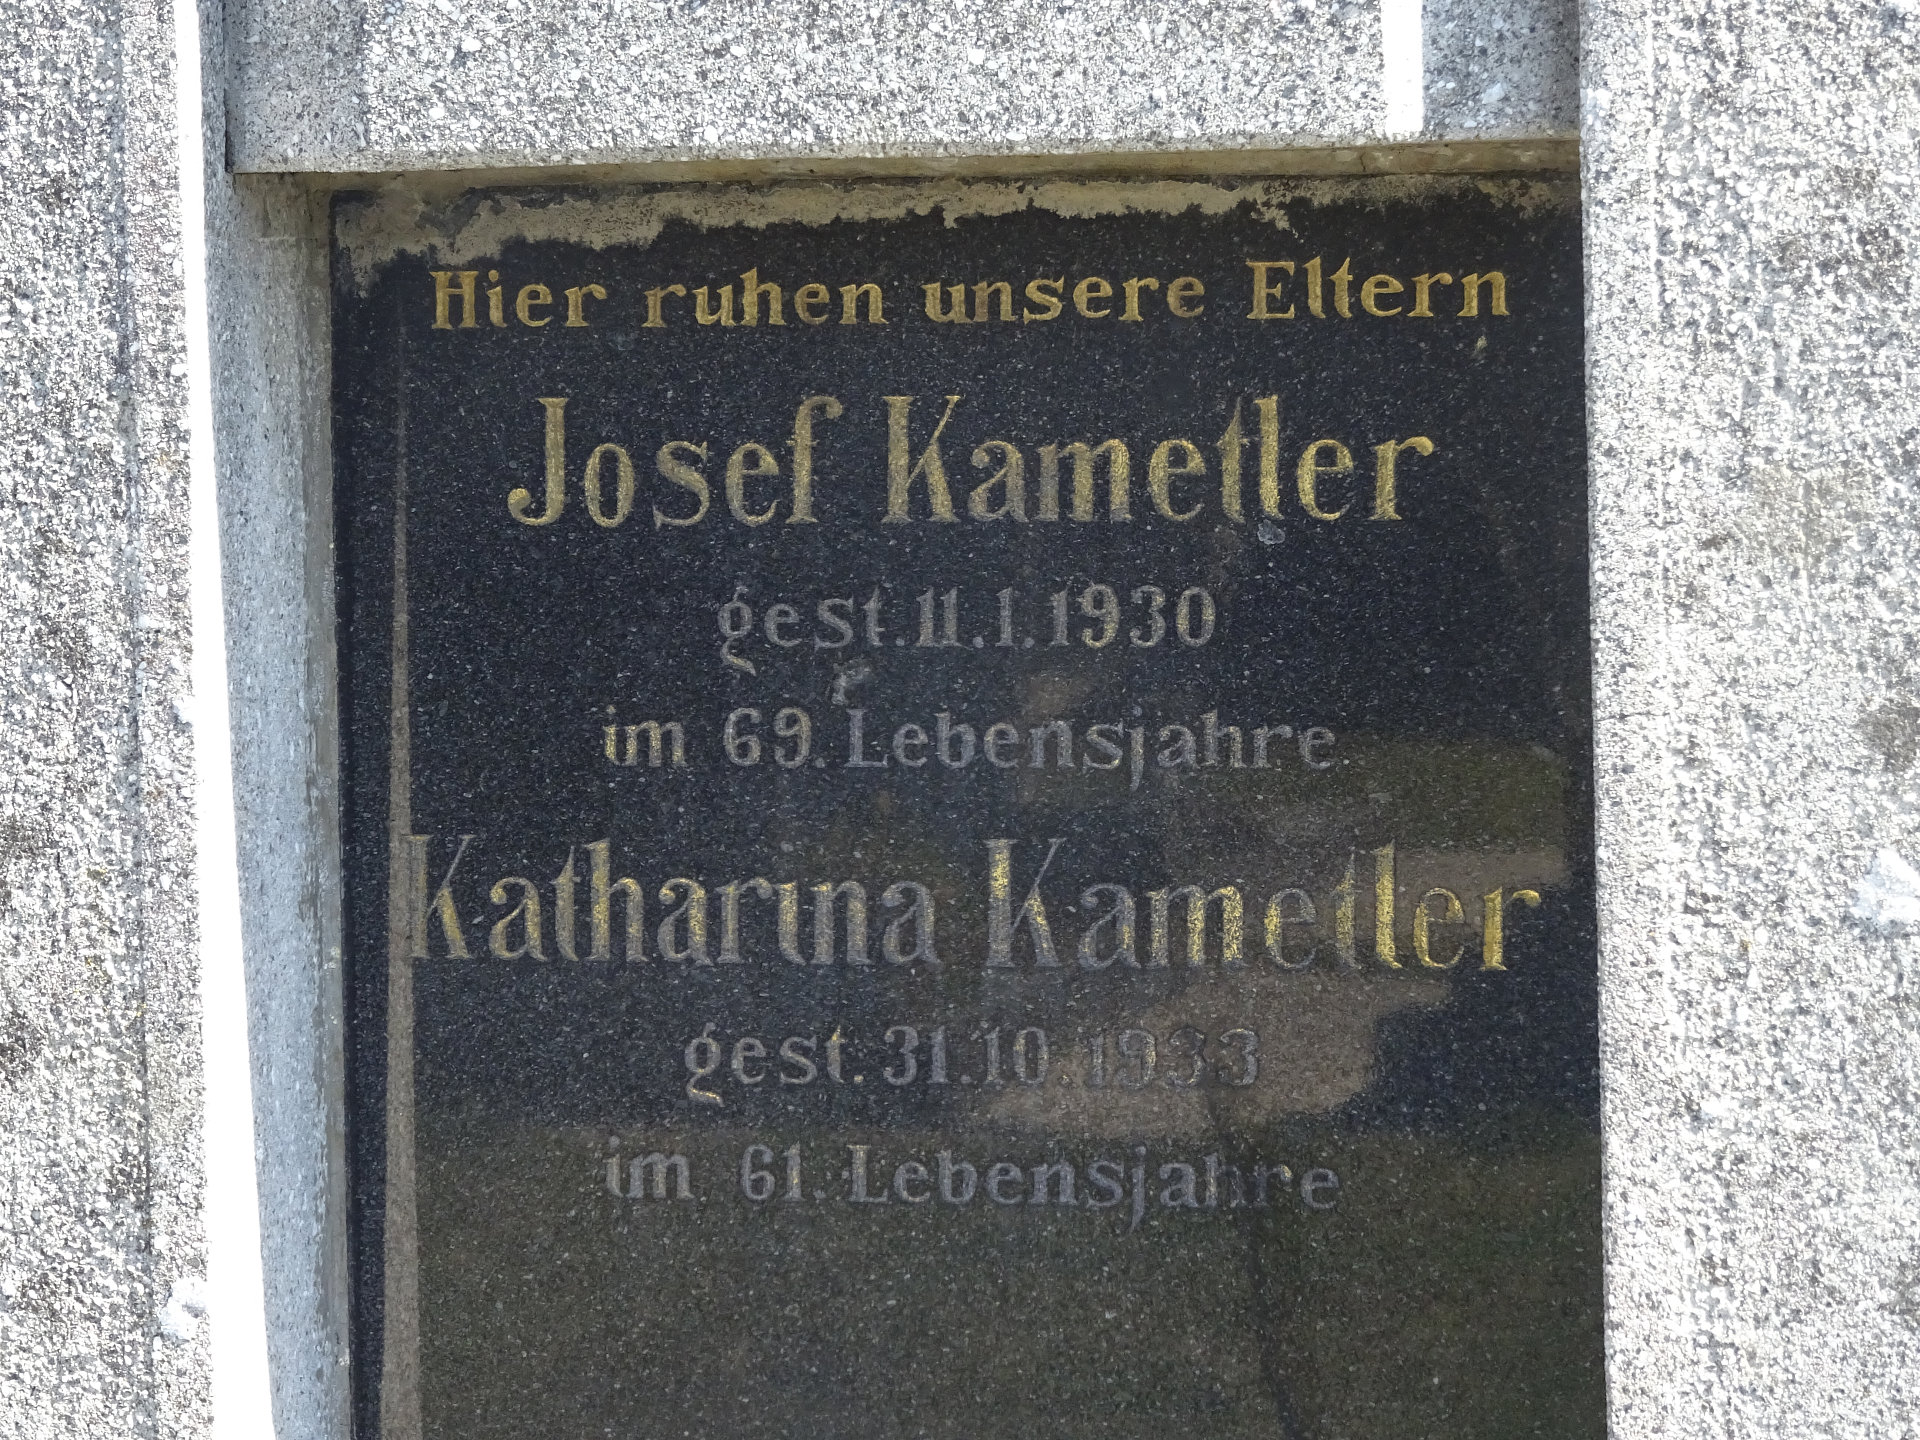 Hier ruhen unsere Eltern
Josef Kametler
gest. 11. 1. 1930
im 69. Lebensjahre
Katharina Kametler
gest. 31. 10. 1933
im 61. Lebensjahre